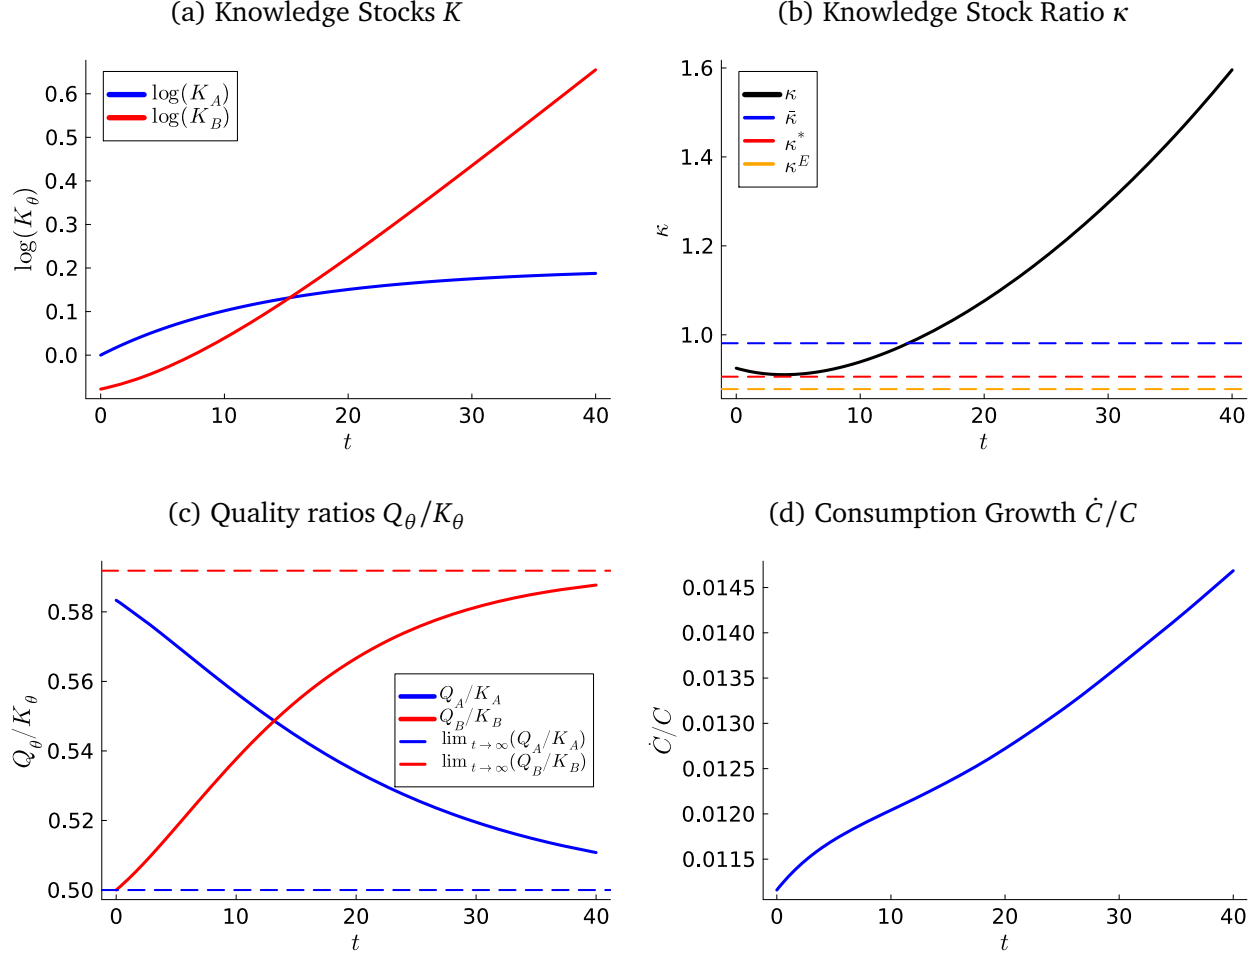 (a) Knowledge Stocks K
log(K_A)
log(K_B)
log(K_θ)
0.6
0.5
0.4
0.3
0.2
0.1
0.0
0 10 20 30 40
t
(b) Knowledge Stock Ratio κ
κ
κ̄
κ*
κ^E
κ
1.6
1.4
1.2
1.0
0 10 20 30 40
t
(c) Quality ratios Q_θ/K_θ
Q_A/K_A
Q_B/K_B
lim t→∞(Q_A/K_A)
lim t→∞(Q_B/K_B)
Q_θ/K_θ
0.58
0.56
0.54
0.52
0.50
0 10 20 30 40
t
(d) Consumption Growth Ċ/C
Ċ/C
0.0145
0.0140
0.0135
0.0130
0.0125
0.0120
0.0115
0 10 20 30 40
t